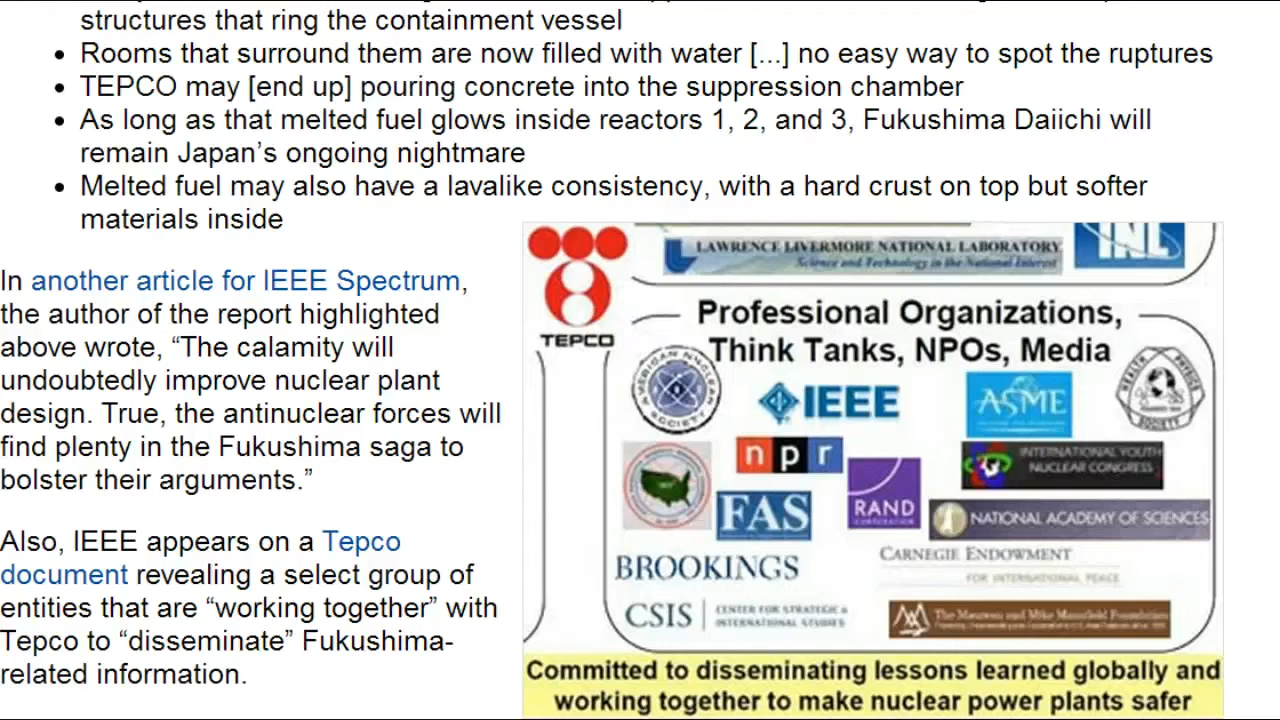 structures that ring the containment vessel
• Rooms that surround them are now filled with water [...] no easy way to spot the ruptures
• TEPCO may [end up] pouring concrete into the suppression chamber
• As long as that melted fuel glows inside reactors 1, 2, and 3, Fukushima Daiichi will
remain Japan’s ongoing nightmare
• Melted fuel may also have a lavalike consistency, with a hard crust on top but softer
materials inside
In another article for IEEE Spectrum,
the author of the report highlighted
above wrote, “The calamity will
undoubtedly improve nuclear plant
design. True, the antinuclear forces will
find plenty in the Fukushima saga to
bolster their arguments.”
Also, IEEE appears on a Tepco
document revealing a select group of
entities that are “working together” with
Tepco to “disseminate” Fukushima-
related information.
TEPCO
LAWRENCE LIVERMORE NATIONAL LABORATORY
Science and Technology in the National Interest
INL
Professional Organizations,
Think Tanks, NPOs, Media
AMERICAN NUCLEAR SOCIETY
IEEE
ASME
HEALTH PHYSICS SOCIETY
npr
INTERNATIONAL YOUTH
NUCLEAR CONGRESS
FAS
RAND
CORPORATION
NATIONAL ACADEMY OF SCIENCES
BROOKINGS
CARNEGIE ENDOWMENT
FOR INTERNATIONAL PEACE
CSIS
CENTER FOR STRATEGIC &
INTERNATIONAL STUDIES
The Maureen and Mike Mansfield Foundation
Committed to disseminating lessons learned globally and
working together to make nuclear power plants safer